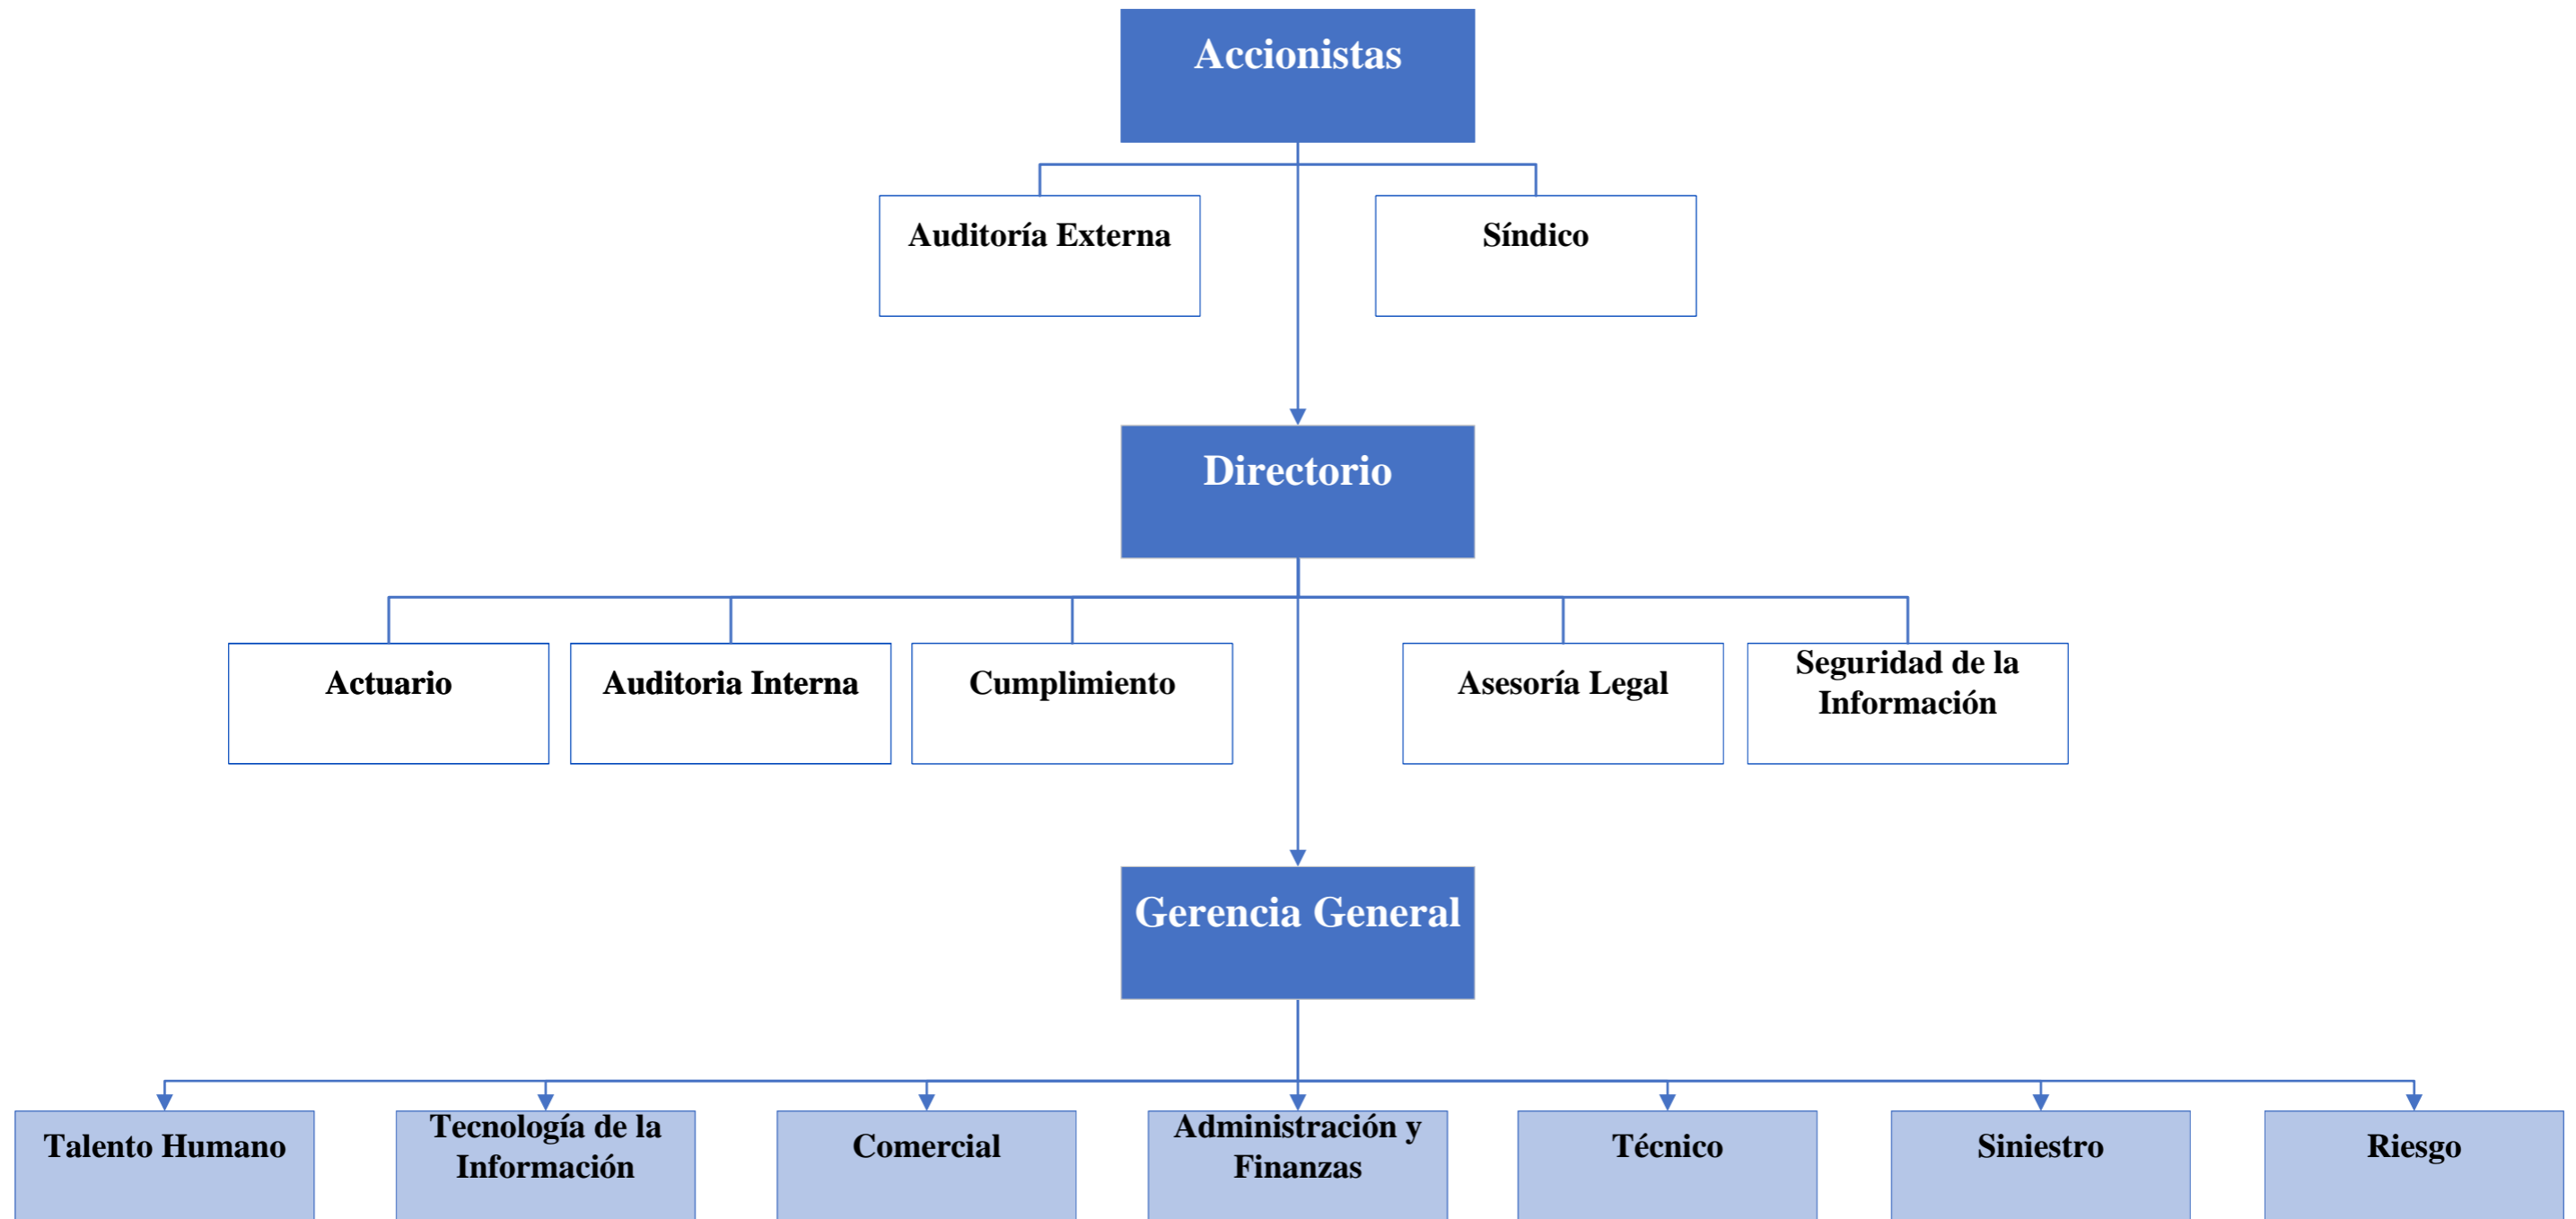 Accionistas
Auditoría Externa
Síndico
Directorio
Actuario
Auditoria Interna
Cumplimiento
Asesoría Legal
Seguridad de la
Información
Gerencia General
Talento Humano
Tecnología de la
Información
Comercial
Administración y
Finanzas
Técnico
Siniestro
Riesgo